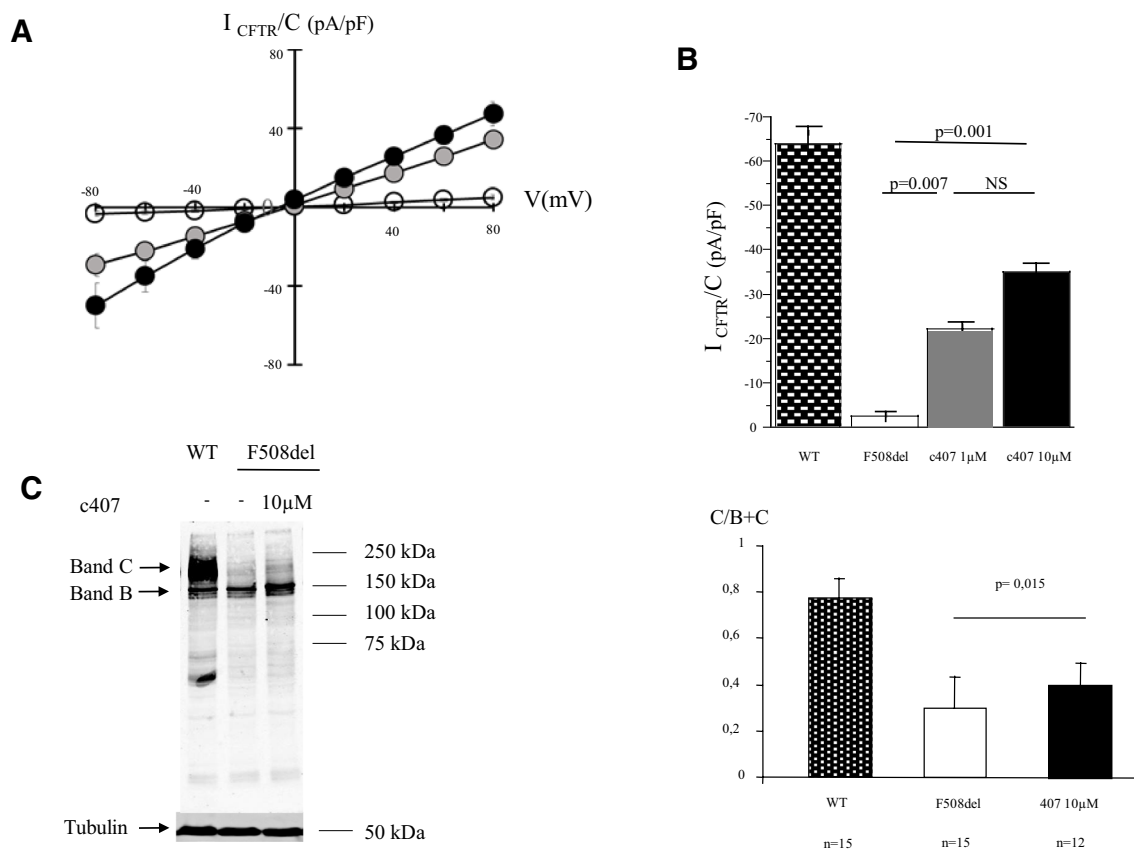 A
I CFTR/C (pA/pF)
80
40
-80
-40
0
40
80
V(mV)
-40
-80
B
I CFTR/C (pA/pF)
-70
-60
-50
-40
-30
-20
-10
0
p=0.001
p=0.007
NS
WT
F508del
c407 1µM
c407 10µM
C
WT
F508del
c407
-
-
10µM
Band C
Band B
250 kDa
150 kDa
100 kDa
75 kDa
Tubulin
50 kDa
C/B+C
1
0,8
0,6
0,4
0,2
0
p= 0,015
WT
F508del
407 10µM
n=15
n=15
n=12